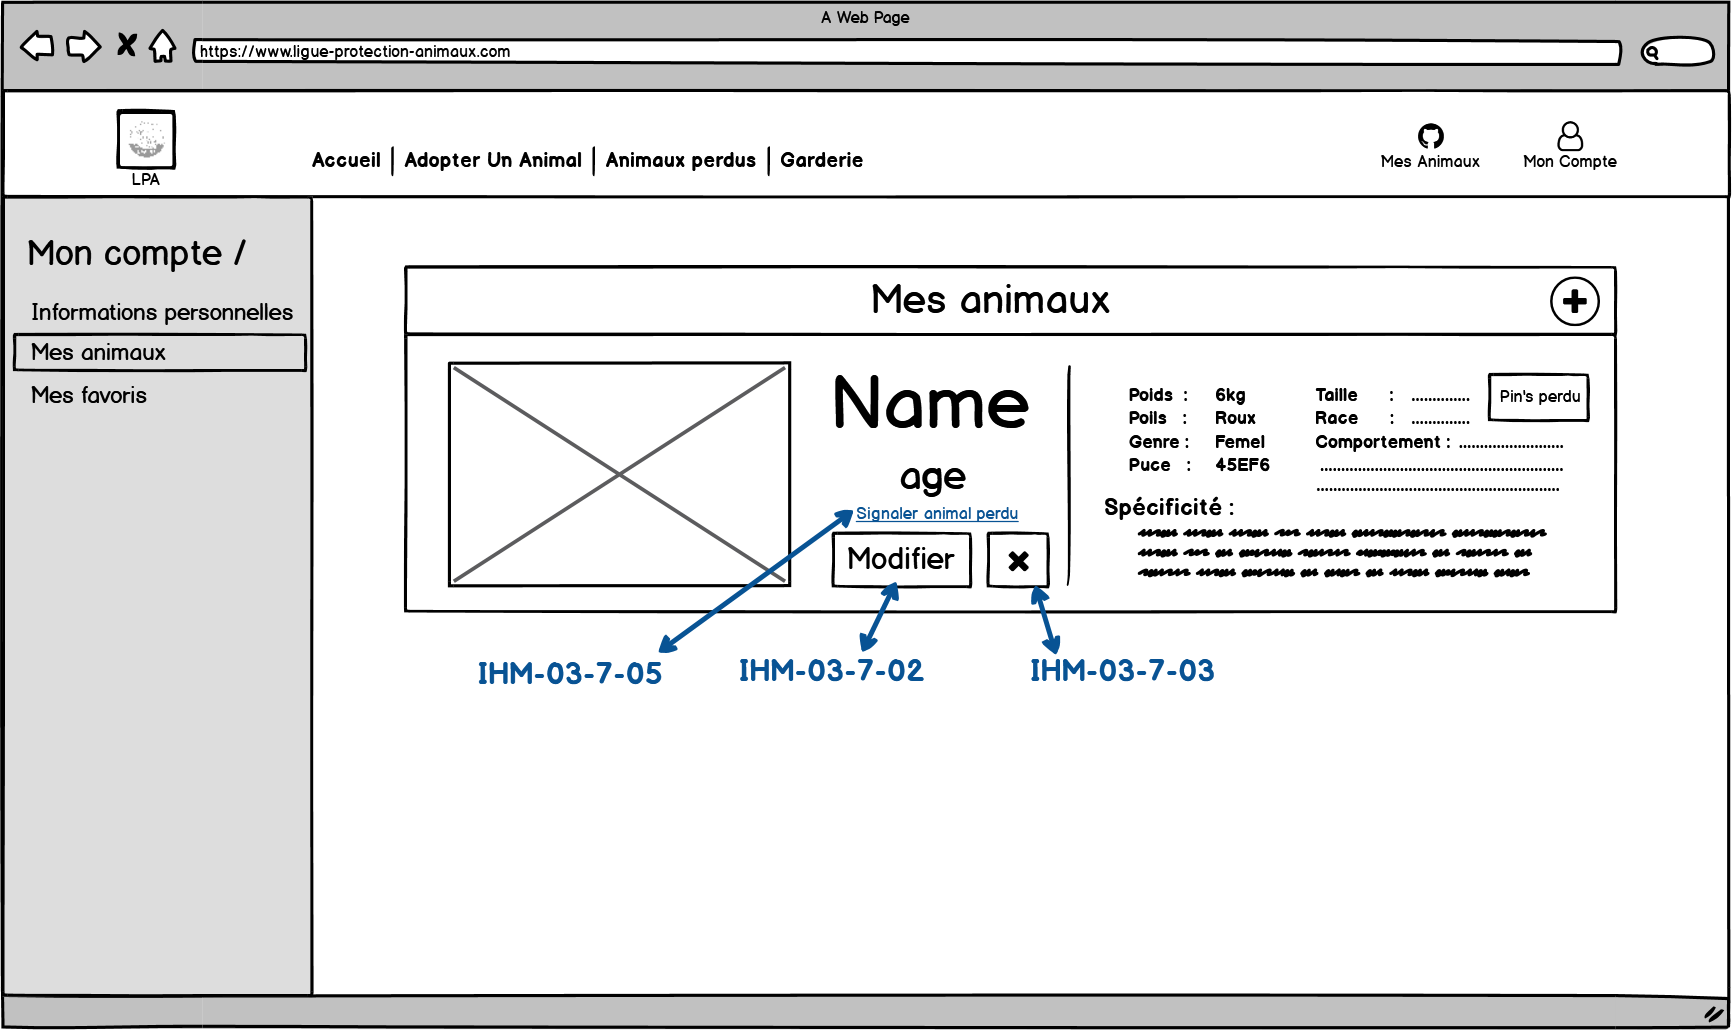 A Web Page
https://www.ligue-protection-animaux.com
LPA
Accueil | Adopter Un Animal | Animaux perdus | Garderie
Mes Animaux
Mon Compte
Mon compte /
Informations personnelles
Mes animaux
Mes favoris
Mes animaux
Name
age
Signaler animal perdu
Modifier
Poids : 6kg
Poils : Roux
Genre : Femel
Puce : 45EF6
Taille : ..............
Race : ..............
Comportement : .........................
..........................................................
..........................................................
Pin's perdu
Spécificité :
IHM-03-7-05
IHM-03-7-02
IHM-03-7-03